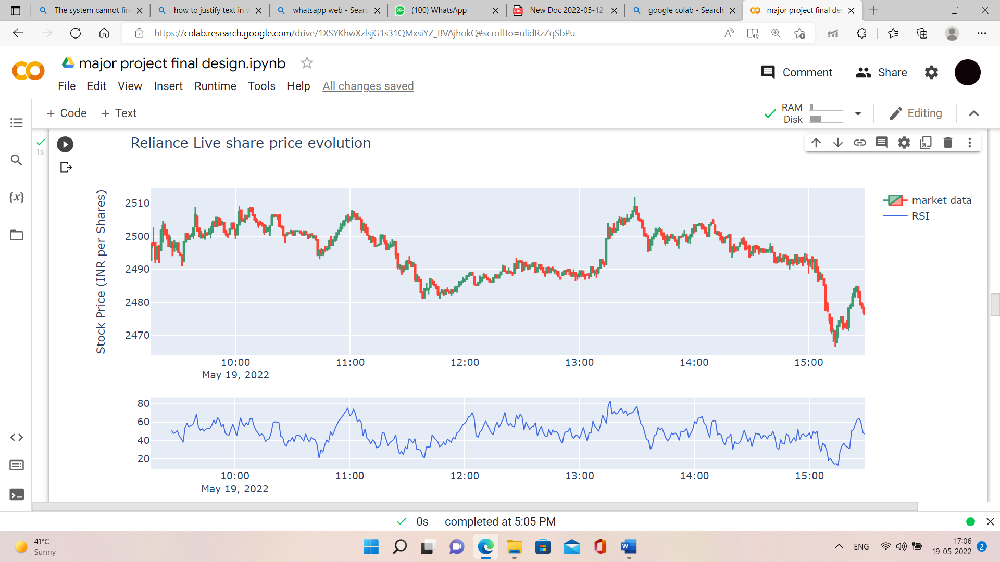 The system cannot fin
how to justify text in w
whatsapp web - Searc
99+ (100) WhatsApp
PDF New Doc 2022-05-12
google colab - Search
major project final des
https://colab.research.google.com/drive/1XSYKhwXzIsjG1s31QMxsiYZ_BVAjhokQ#scrollTo=uIidRzZqSbPu
major project final design.ipynb
Comment
Share
File Edit View Insert Runtime Tools Help All changes saved
+ Code + Text
RAM
Disk
Editing
1s
Reliance Live share price evolution
{x}
Stock Price (INR per Shares)
2510
2500
2490
2480
2470
market data
RSI
10:00 11:00 12:00 13:00 14:00 15:00
May 19, 2022
80
60
40
20
10:00 11:00 12:00 13:00 14:00 15:00
May 19, 2022
0s completed at 5:05 PM
41°C
Sunny
W
ENG
17:06
19-05-2022
2